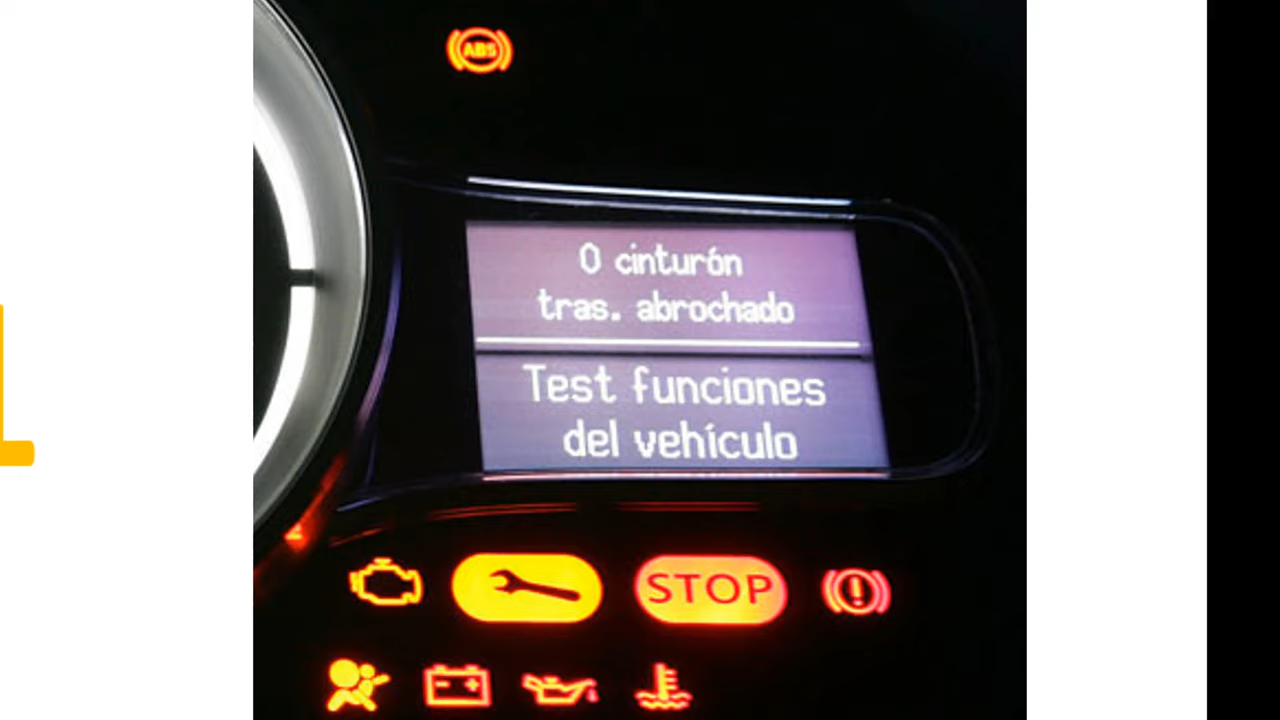 ABS
0 cinturón
tras. abrochado
Test funciones
del vehículo
STOP